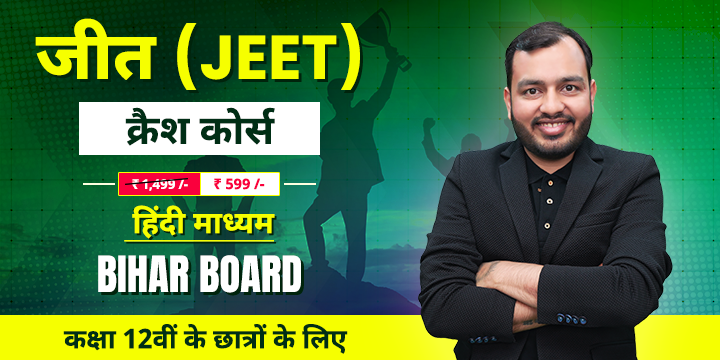 जीत (JEET)
क्रैश कोर्स
₹ 1,499 /- ₹ 599 /-
हिंदी माध्यम
BIHAR BOARD
कक्षा 12वीं के छात्रों के लिए